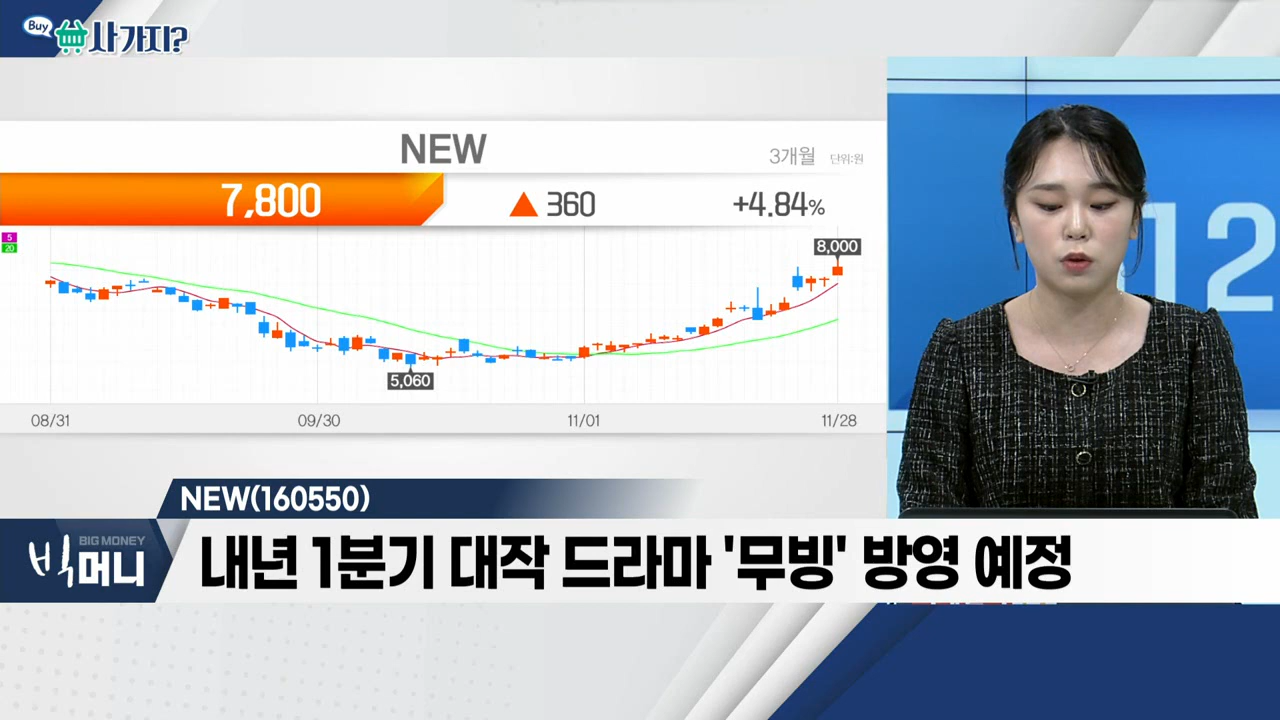 Buy
사가지?
NEW
3개월 단위:원
7,800 ▲ 360 +4.84%
5
20
8,000
5,060
08/31 09/30 11/01 11/28
12
NEW(160550)
BIG MONEY
빅머니
내년 1분기 대작 드라마 '무빙' 방영 예정